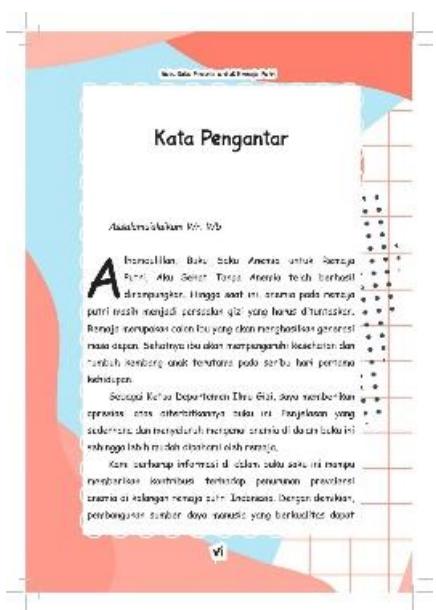 Buku Saku Anemia untuk Remaja Putri
Kata Pengantar
Assalamu'alaikum Wr. Wb
Alhamdulillah, Buku Saku Anemia untuk Remaja
Putri, Aku Sehat Tanpa Anemia telah berhasil
dirampungkan. Hingga saat ini, anemia pada remaja
putri masih menjadi persoalan gizi yang harus dituntaskan.
Remaja merupakan calon ibu yang akan menghasilkan generasi
masa depan. Sehatnya ibu akan mempengaruhi kesehatan dan
tumbuh kembang anak terutama pada seribu hari pertama
kehidupan.
Sebagai Ketua Departemen Ilmu Gizi, saya memberikan
apresiasi atas diterbitkannya buku ini. Penjelasan yang
sederhana dan menyeluruh mengenai anemia di dalam buku ini
sehingga lebih mudah dipahami oleh remaja.
Kami berharap informasi di dalam buku saku ini mampu
memberikan kontribusi terhadap penurunan prevalensi
anemia di kalangan remaja putri Indonesia. Dengan demikian,
pembangunan sumber daya manusia yang berkualitas dapat
vi